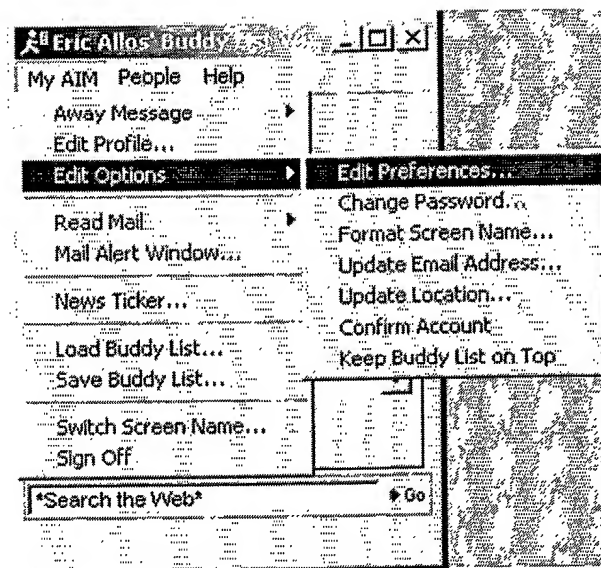 Eric Allos' Buddy List
My AIM People Help
Away Message
Edit Profile...
Edit Options
Read Mail
Mail Alert Window...
News Ticker...
Load Buddy List...
Save Buddy List...
Switch Screen Name...
Sign Off
Edit Preferences...
Change Password...
Format Screen Name...
Update Email Address...
Update Location...
Confirm Account
Keep Buddy List on Top
*Search the Web*
Go